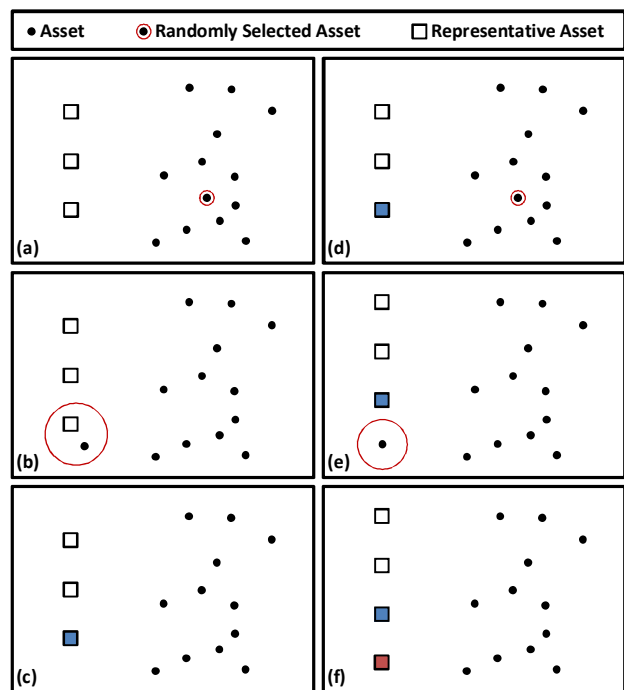 Asset Randomly Selected Asset Representative Asset
(a) (d)
(b) (e)
(c) (f)